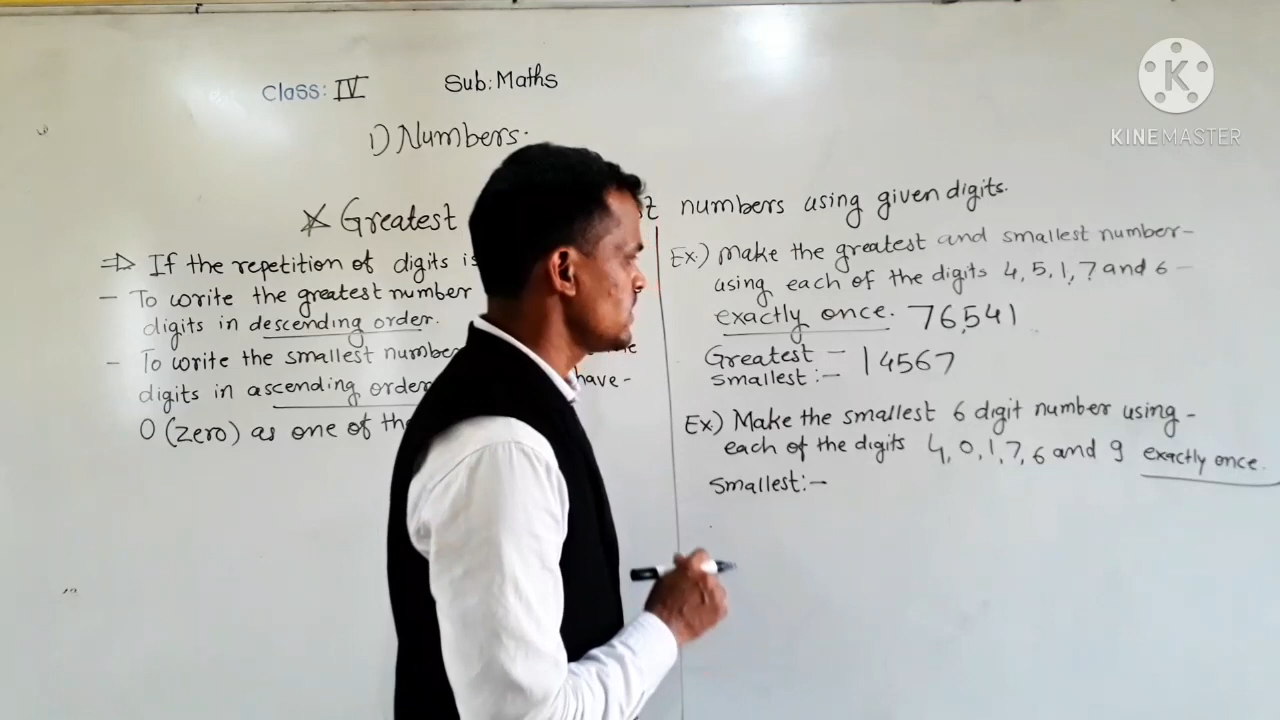 Class: IV Sub: Maths
1) Numbers.
Greatest numbers using given digits.
⇒ If the repetition of digits is
- To write the greatest number
digits in descending order.
- To write the smallest number
digits in ascending order have-
0 (zero) as one of the
Ex.) Make the greatest and smallest number-
using each of the digits 4, 5, 1, 7 and 6 -
exactly once. 76,541
Greatest -
Smallest:- 14567
Ex.) Make the smallest 6 digit number using -
each of the digits 4, 0, 1, 7, 6 and 9 exactly once.
Smallest:-
KINEMASTER